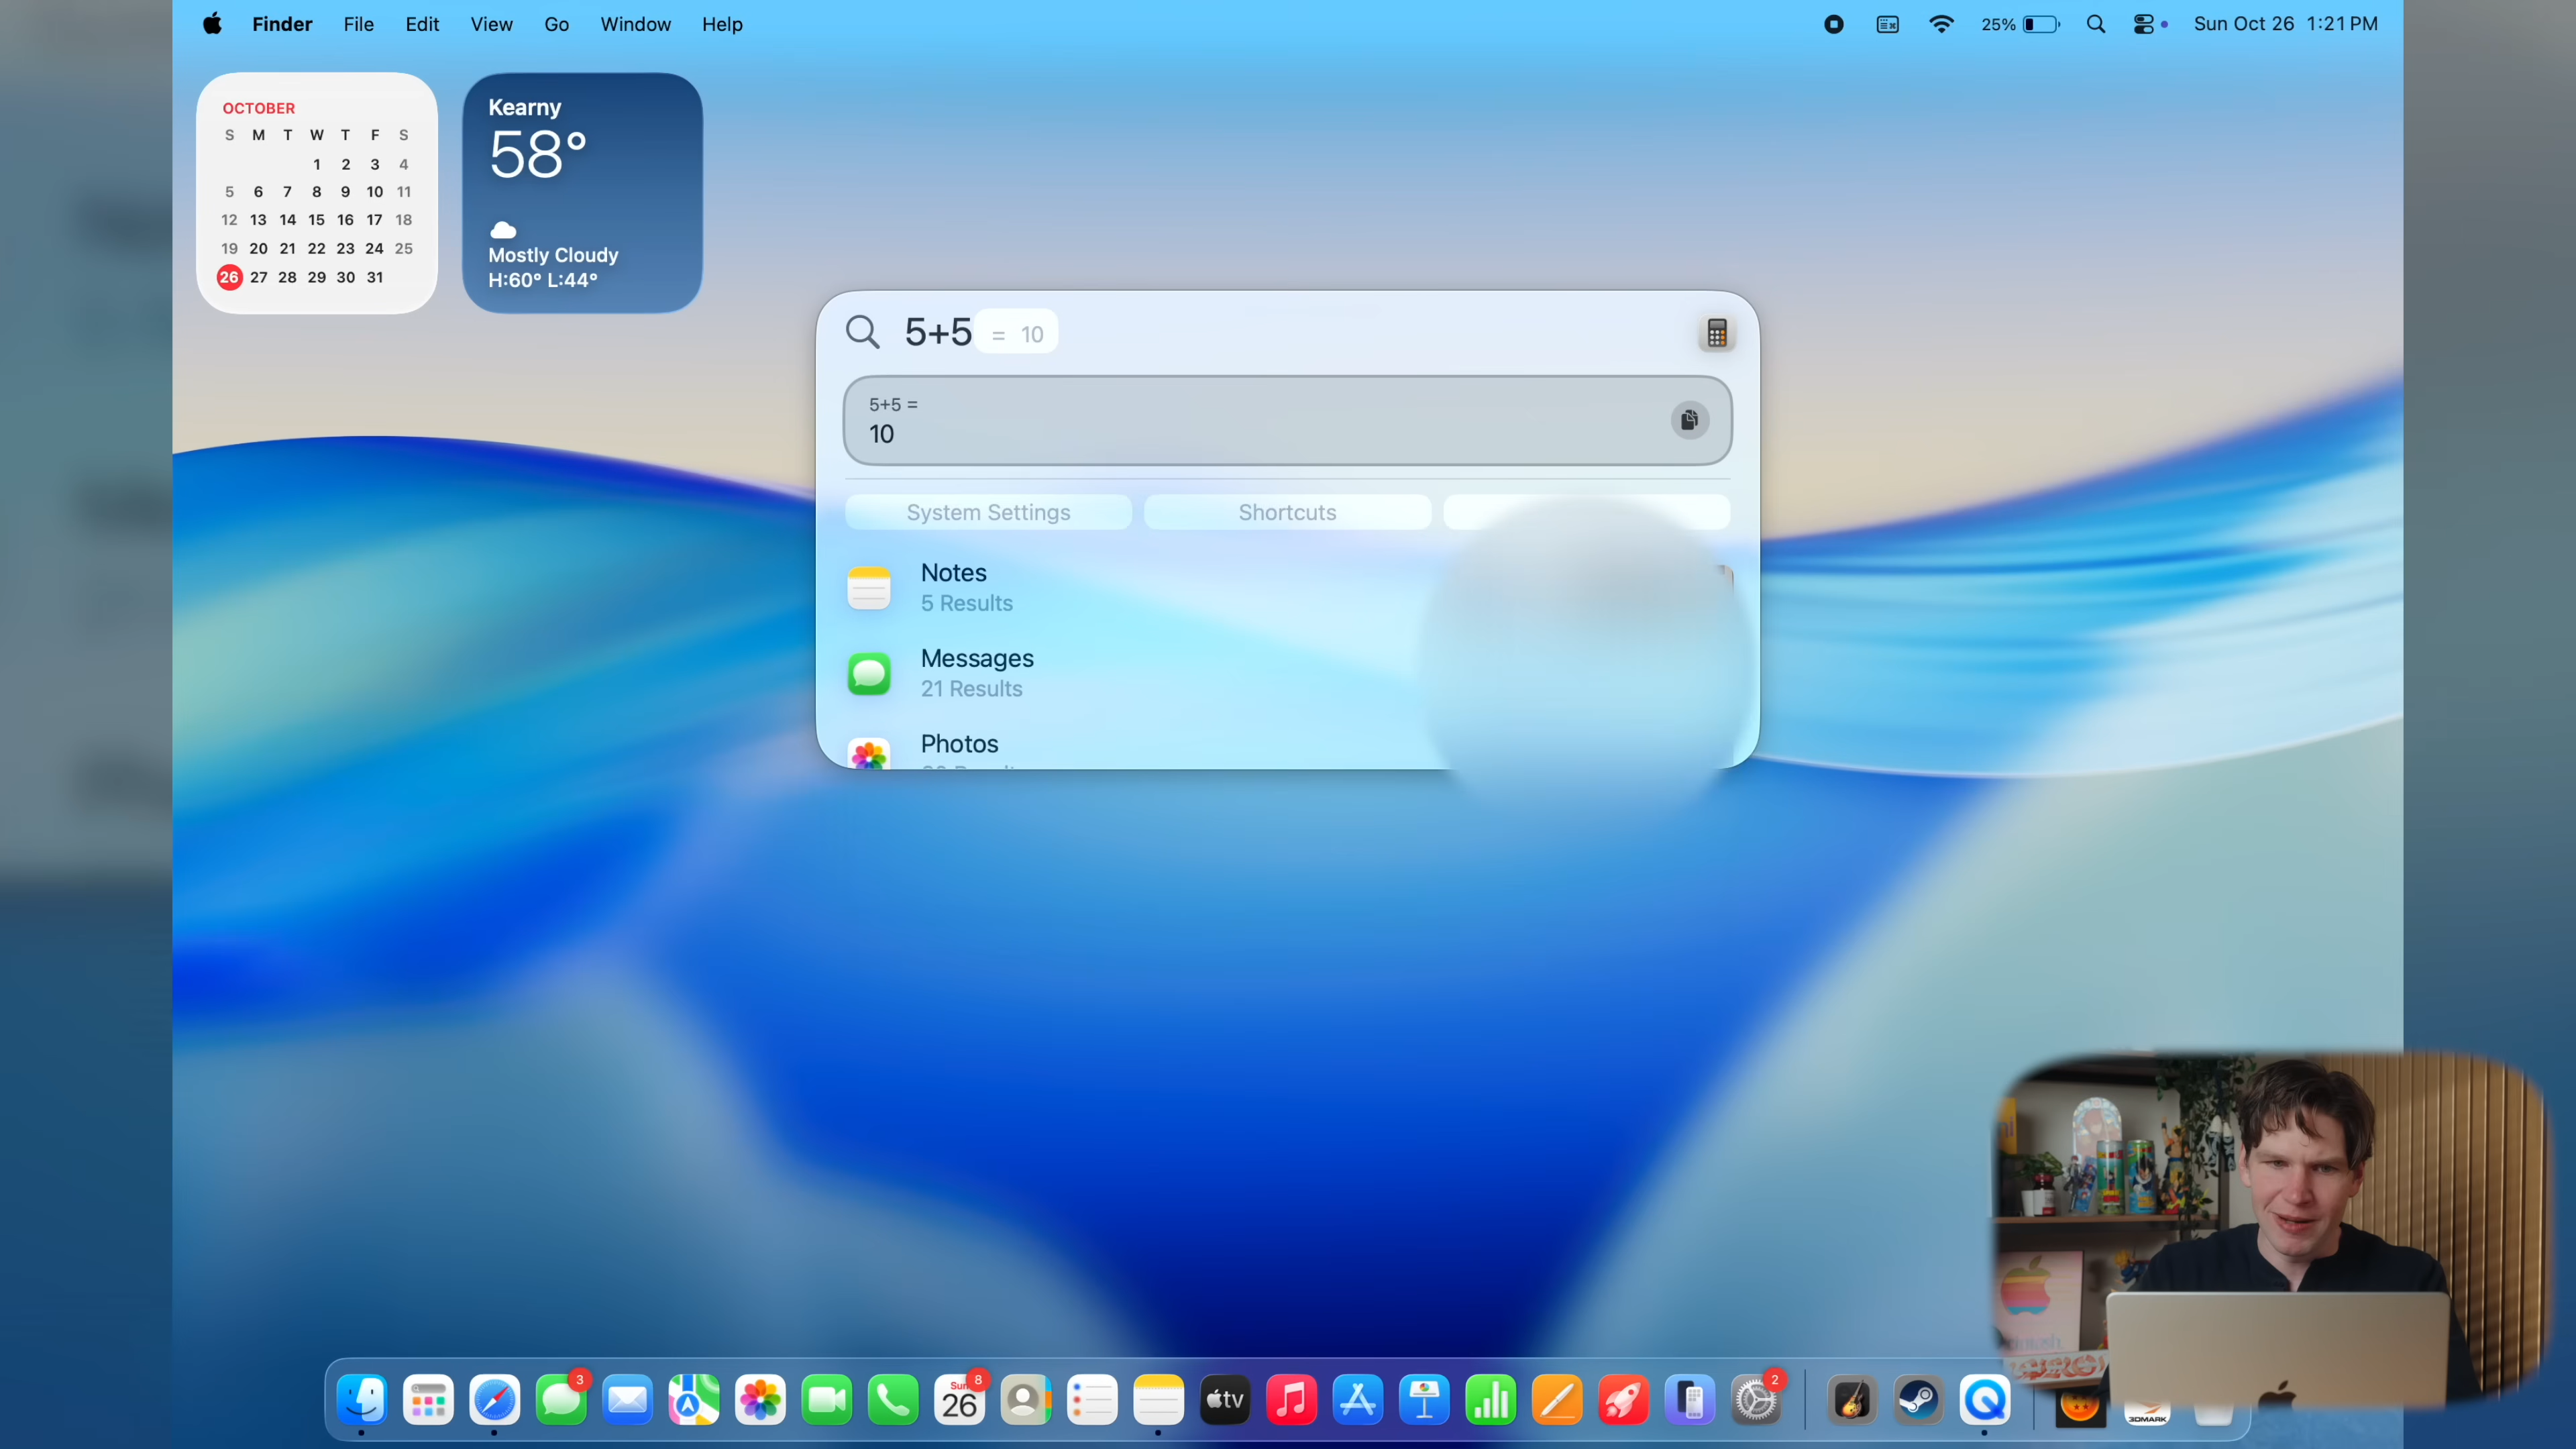 Finder File Edit View Go Window Help
25% Sun Oct 26 1:21 PM
OCTOBER
S M T W T F S
1 2 3 4
5 6 7 8 9 10 11
12 13 14 15 16 17 18
19 20 21 22 23 24 25
26 27 28 29 30 31
Kearny
58°
Mostly Cloudy
H:60° L:44°
5+5 = 10
5+5 =
10
System Settings Shortcuts
Notes
5 Results
Messages
21 Results
Photos
3 8 2
Sun
26
tv
3DMARK